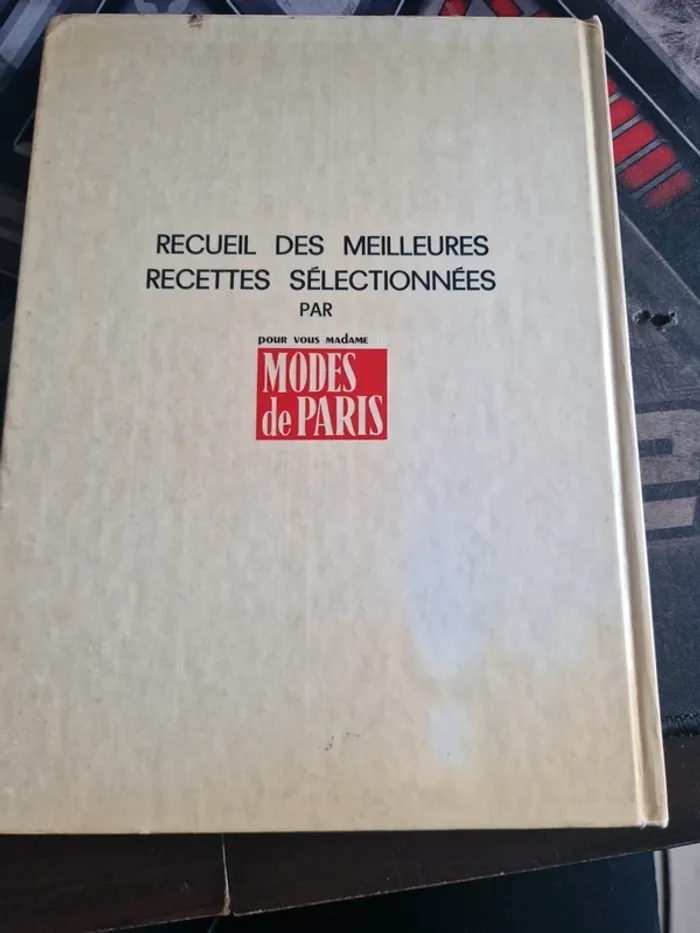 RECUEIL DES MEILLEURES
RECETTES SÉLECTIONNÉES
PAR
pour vous madame
MODES
de PARIS